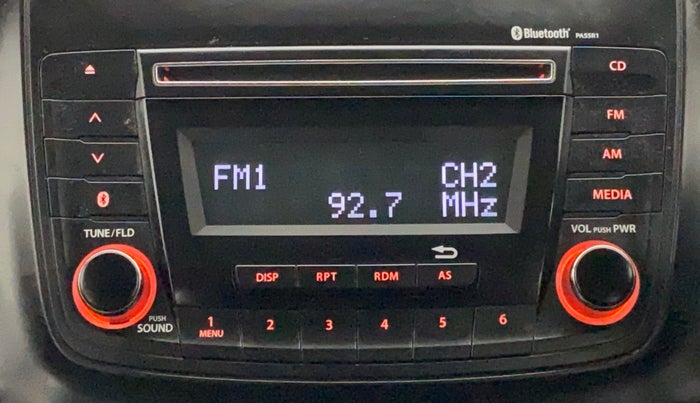 Bluetooth® PA5SR1
CD
FM
AM
MEDIA
FM1 CH2
92.7 MHz
TUNE/FLD
VOL PUSH PWR
DISP RPT RDM AS
PUSH
SOUND
1 2 3 4 5 6
MENU